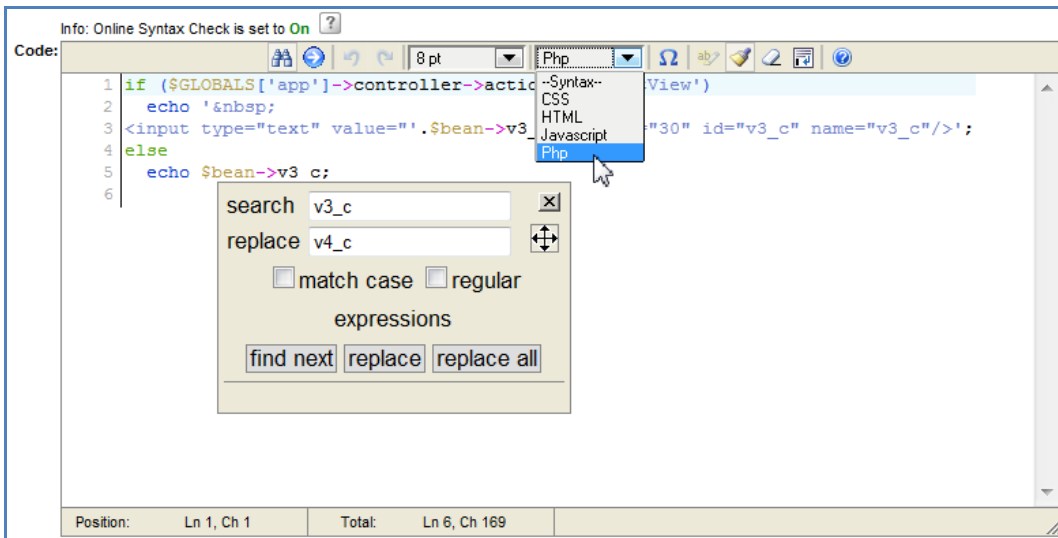 Info: Online Syntax Check is set to On ?
Code:
8 pt Php Ω ab ?
1 if ($GLOBALS['app']->controller->actio View')
2 echo '&nbsp;
3 <input type="text" value="'.$bean->v3_ ="30" id="v3_c" name="v3_c"/>';
4 else
5 echo $bean->v3_c;
6
--Syntax--
CSS
HTML
Javascript
Php
search v3_c
replace v4_c
match case regular
expressions
find next replace replace all
Position: Ln 1, Ch 1 Total: Ln 6, Ch 169